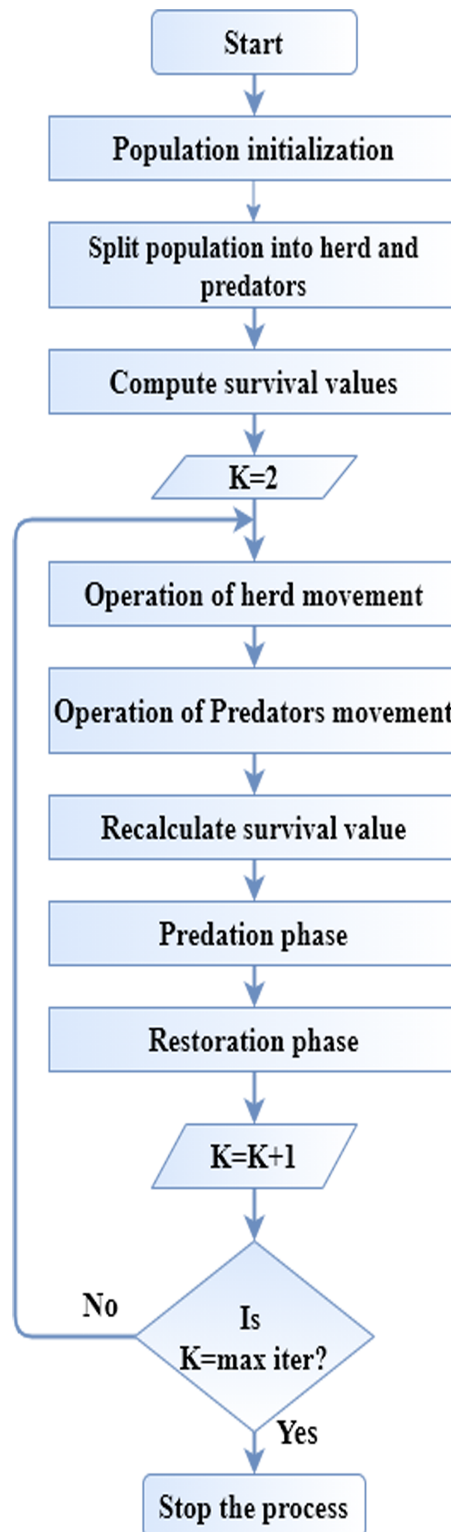 Start
Population initialization
Split population into herd and
predators
Compute survival values
K=2
Operation of herd movement
Operation of Predators movement
Recalculate survival value
Predation phase
Restoration phase
K=K+1
Is
K=max iter?
No
Yes
Stop the process